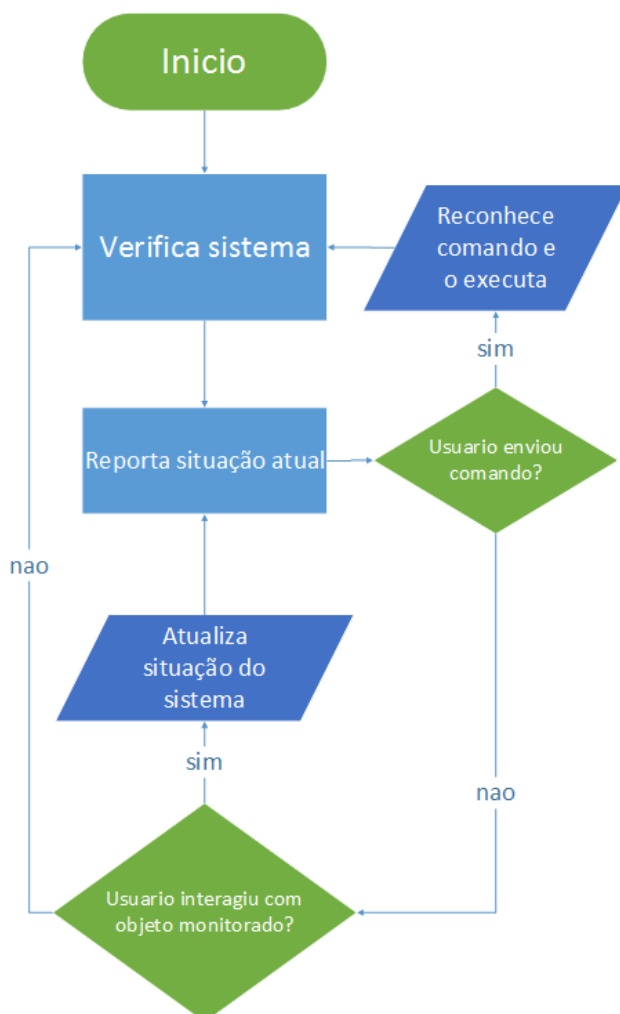 Inicio
Verifica sistema
Reconhece
comando e
o executa
sim
Reporta situação atual
Usuario enviou
comando?
nao
Atualiza
situação do
sistema
sim
nao
Usuario interagiu com
objeto monitorado?